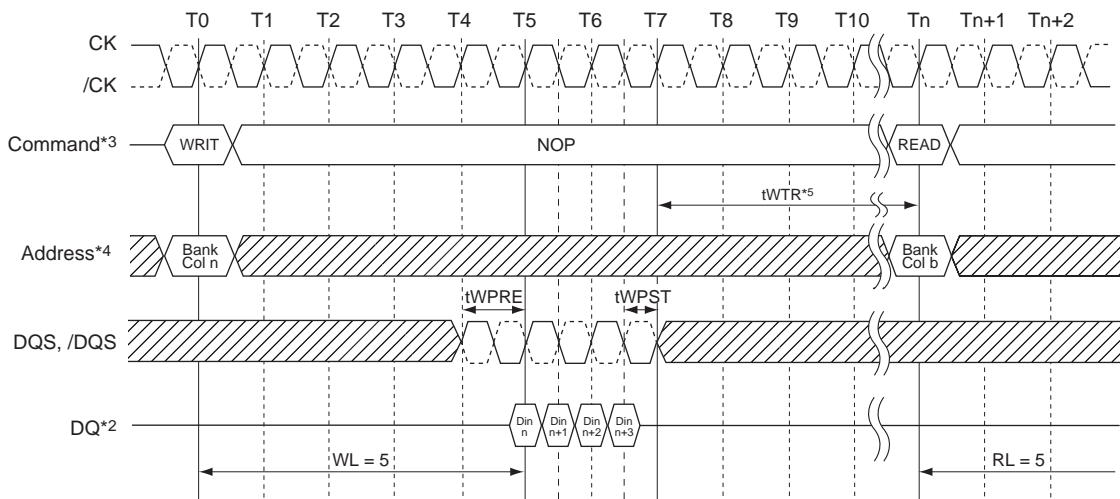 T0 T1 T2 T3 T4 T5 T6 T7 T8 T9 T10 Tn Tn+1 Tn+2
CK
/CK
Command*3 WRIT NOP READ
tWTR*5
Address*4 Bank Col n Bank Col b
tWPRE tWPST
DQS, /DQS
DQ*2 Din n Din n+1 Din n+2 Din n+3
WL = 5 RL = 5